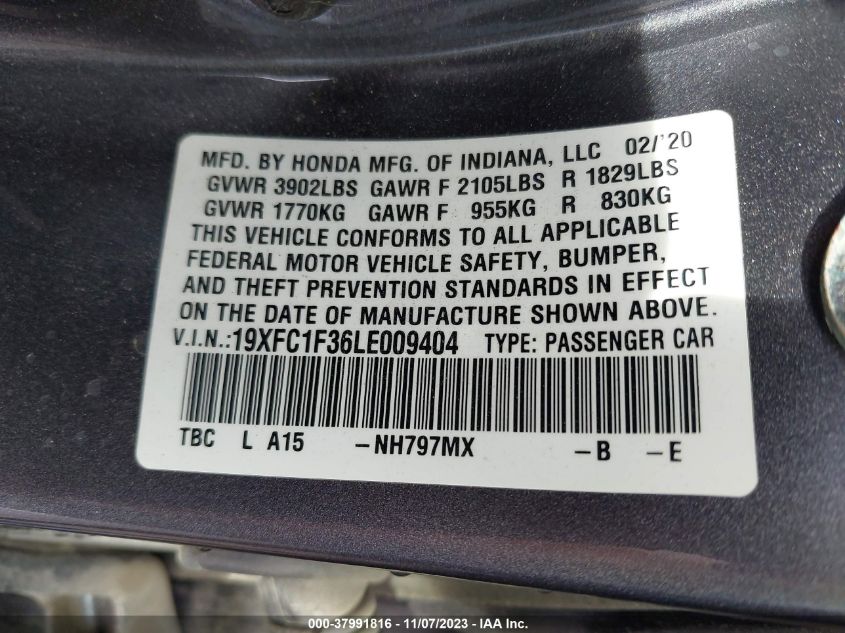 MFD. BY HONDA MFG. OF INDIANA, LLC 02/'20
GVWR 3902LBS GAWR F 2105LBS R 1829LBS
GVWR 1770KG GAWR F 955KG R 830KG
THIS VEHICLE CONFORMS TO ALL APPLICABLE
FEDERAL MOTOR VEHICLE SAFETY, BUMPER,
AND THEFT PREVENTION STANDARDS IN EFFECT
ON THE DATE OF MANUFACTURE SHOWN ABOVE.
V.I.N.:19XFC1F36LE009404 TYPE: PASSENGER CAR
TBC L A15 -NH797MX -B -E
000-37991816 - 11/07/2023 - IAA Inc.